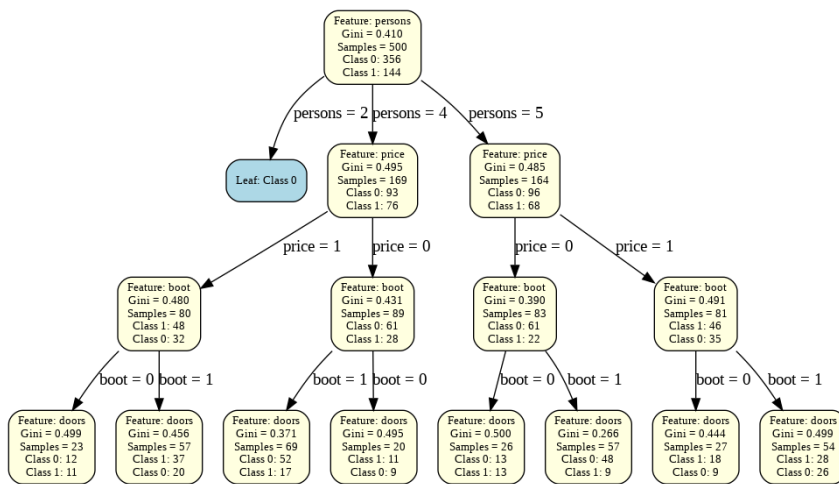 Feature: persons
Gini = 0.410
Samples = 500
Class 0: 356
Class 1: 144
persons = 2
persons = 4
persons = 5
Leaf: Class 0
Feature: price
Gini = 0.495
Samples = 169
Class 0: 93
Class 1: 76
Feature: price
Gini = 0.485
Samples = 164
Class 0: 96
Class 1: 68
price = 1
price = 0
price = 0
price = 1
Feature: boot
Gini = 0.480
Samples = 80
Class 1: 48
Class 0: 32
Feature: boot
Gini = 0.431
Samples = 89
Class 0: 61
Class 1: 28
Feature: boot
Gini = 0.390
Samples = 83
Class 0: 61
Class 1: 22
Feature: boot
Gini = 0.491
Samples = 81
Class 1: 46
Class 0: 35
boot = 0
boot = 1
boot = 1
boot = 0
boot = 0
boot = 1
boot = 0
boot = 1
Feature: doors
Gini = 0.499
Samples = 23
Class 0: 12
Class 1: 11
Feature: doors
Gini = 0.456
Samples = 57
Class 1: 37
Class 0: 20
Feature: doors
Gini = 0.371
Samples = 69
Class 0: 52
Class 1: 17
Feature: doors
Gini = 0.495
Samples = 20
Class 1: 11
Class 0: 9
Feature: doors
Gini = 0.500
Samples = 26
Class 0: 13
Class 1: 13
Feature: doors
Gini = 0.266
Samples = 57
Class 0: 48
Class 1: 9
Feature: doors
Gini = 0.444
Samples = 27
Class 1: 18
Class 0: 9
Feature: doors
Gini = 0.499
Samples = 54
Class 1: 28
Class 0: 26